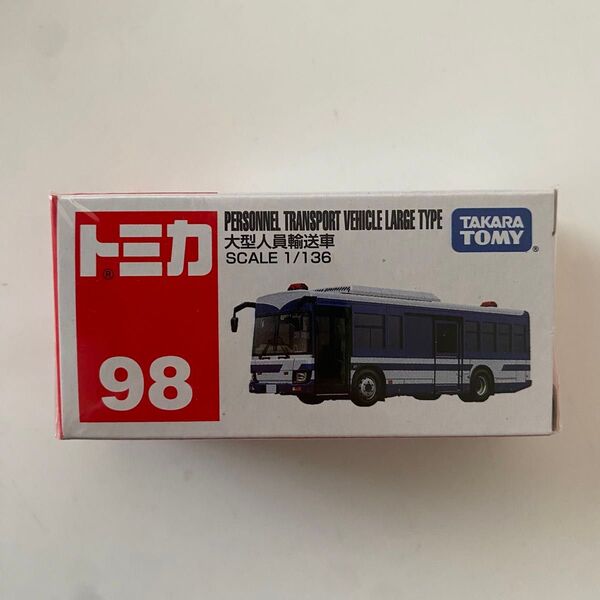 トミカ
®
98
PERSONNEL TRANSPORT VEHICLE LARGE TYPE
大型人員輸送車
SCALE 1/136
TAKARA
TOMY®